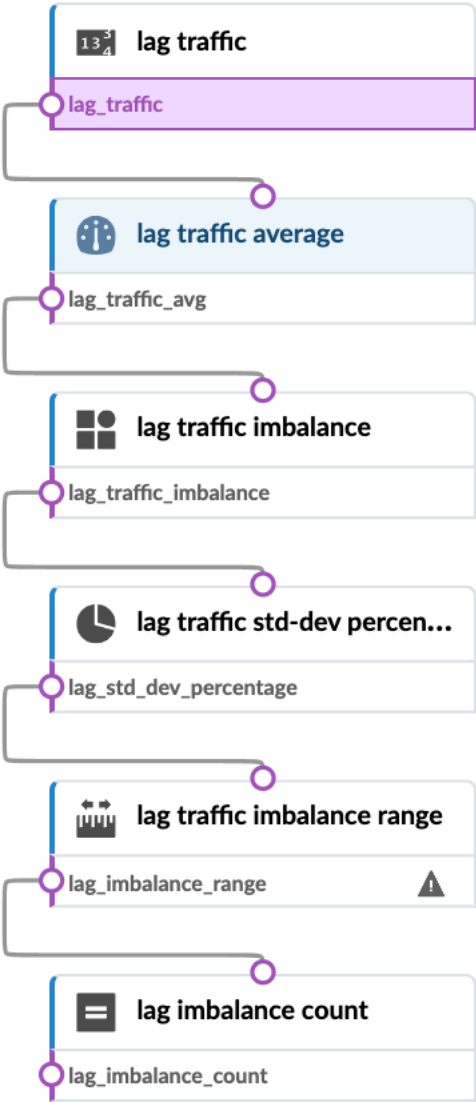 lag traffic
lag_traffic
lag traffic average
lag_traffic_avg
lag traffic imbalance
lag_traffic_imbalance
lag traffic std-dev percen...
lag_std_dev_percentage
lag traffic imbalance range
lag_imbalance_range
lag imbalance count
lag_imbalance_count